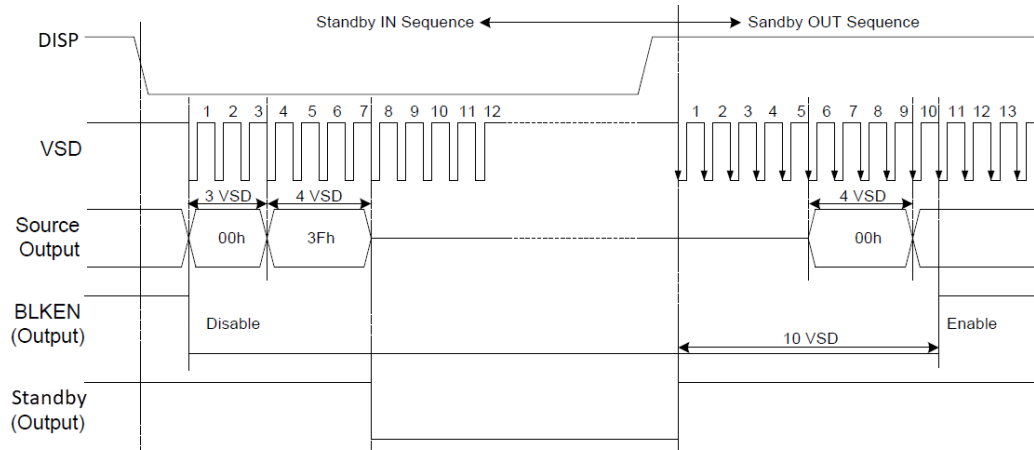 Standby IN Sequence
Sandby OUT Sequence
DISP
1 2 3 4 5 6 7 8 9 10 11 12
1 2 3 4 5 6 7 8 9 10 11 12 13
VSD
3 VSD
4 VSD
4 VSD
Source
Output
00h
3Fh
00h
BLKEN
(Output)
Disable
Enable
10 VSD
Standby
(Output)